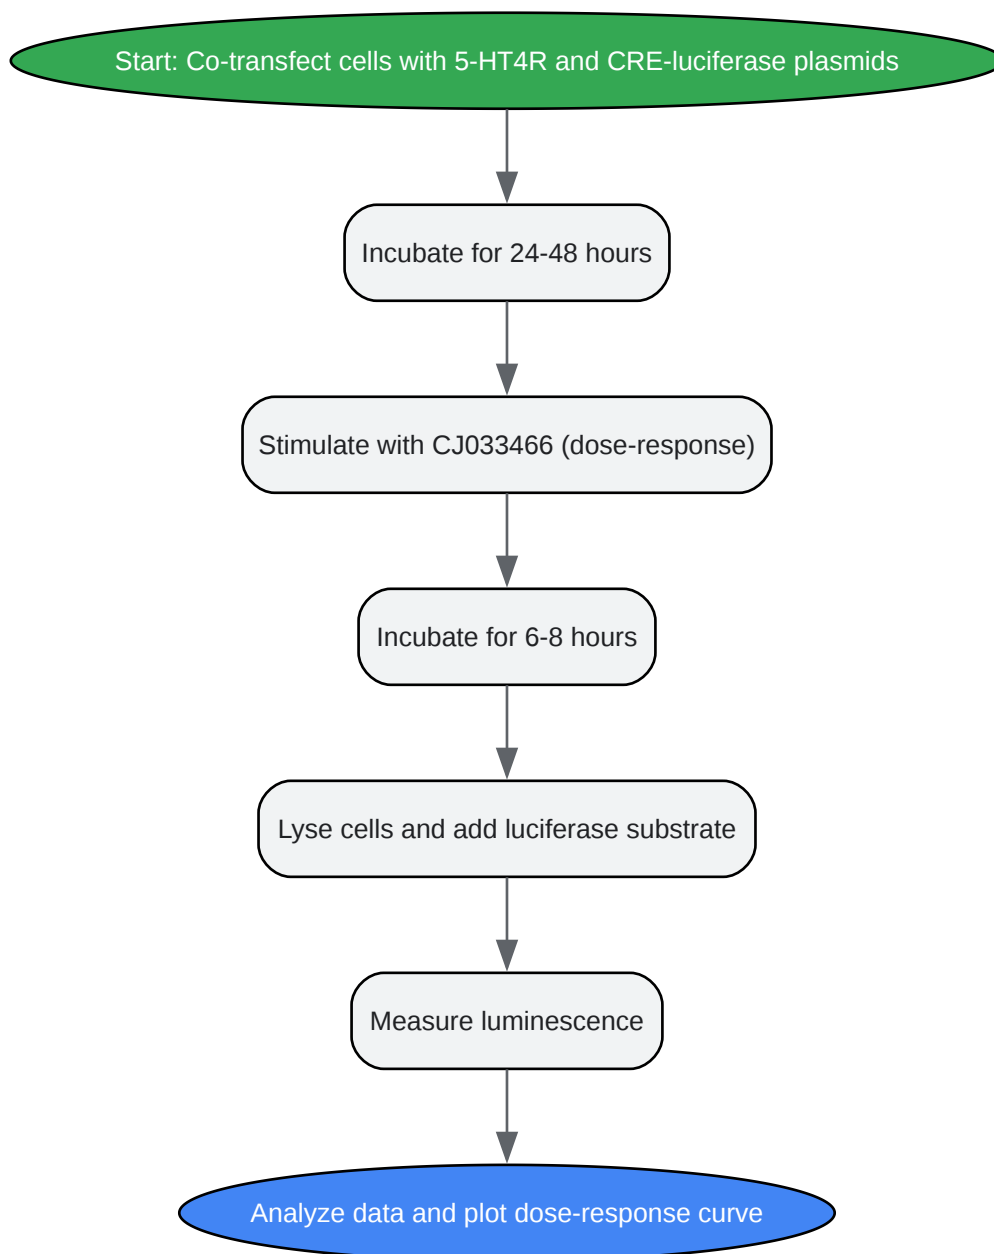 Start: Co-transfect cells with 5-HT4R and CRE-luciferase plasmids
Incubate for 24-48 hours
Stimulate with CJ033466 (dose-response)
Incubate for 6-8 hours
Lyse cells and add luciferase substrate
Measure luminescence
Analyze data and plot dose-response curve